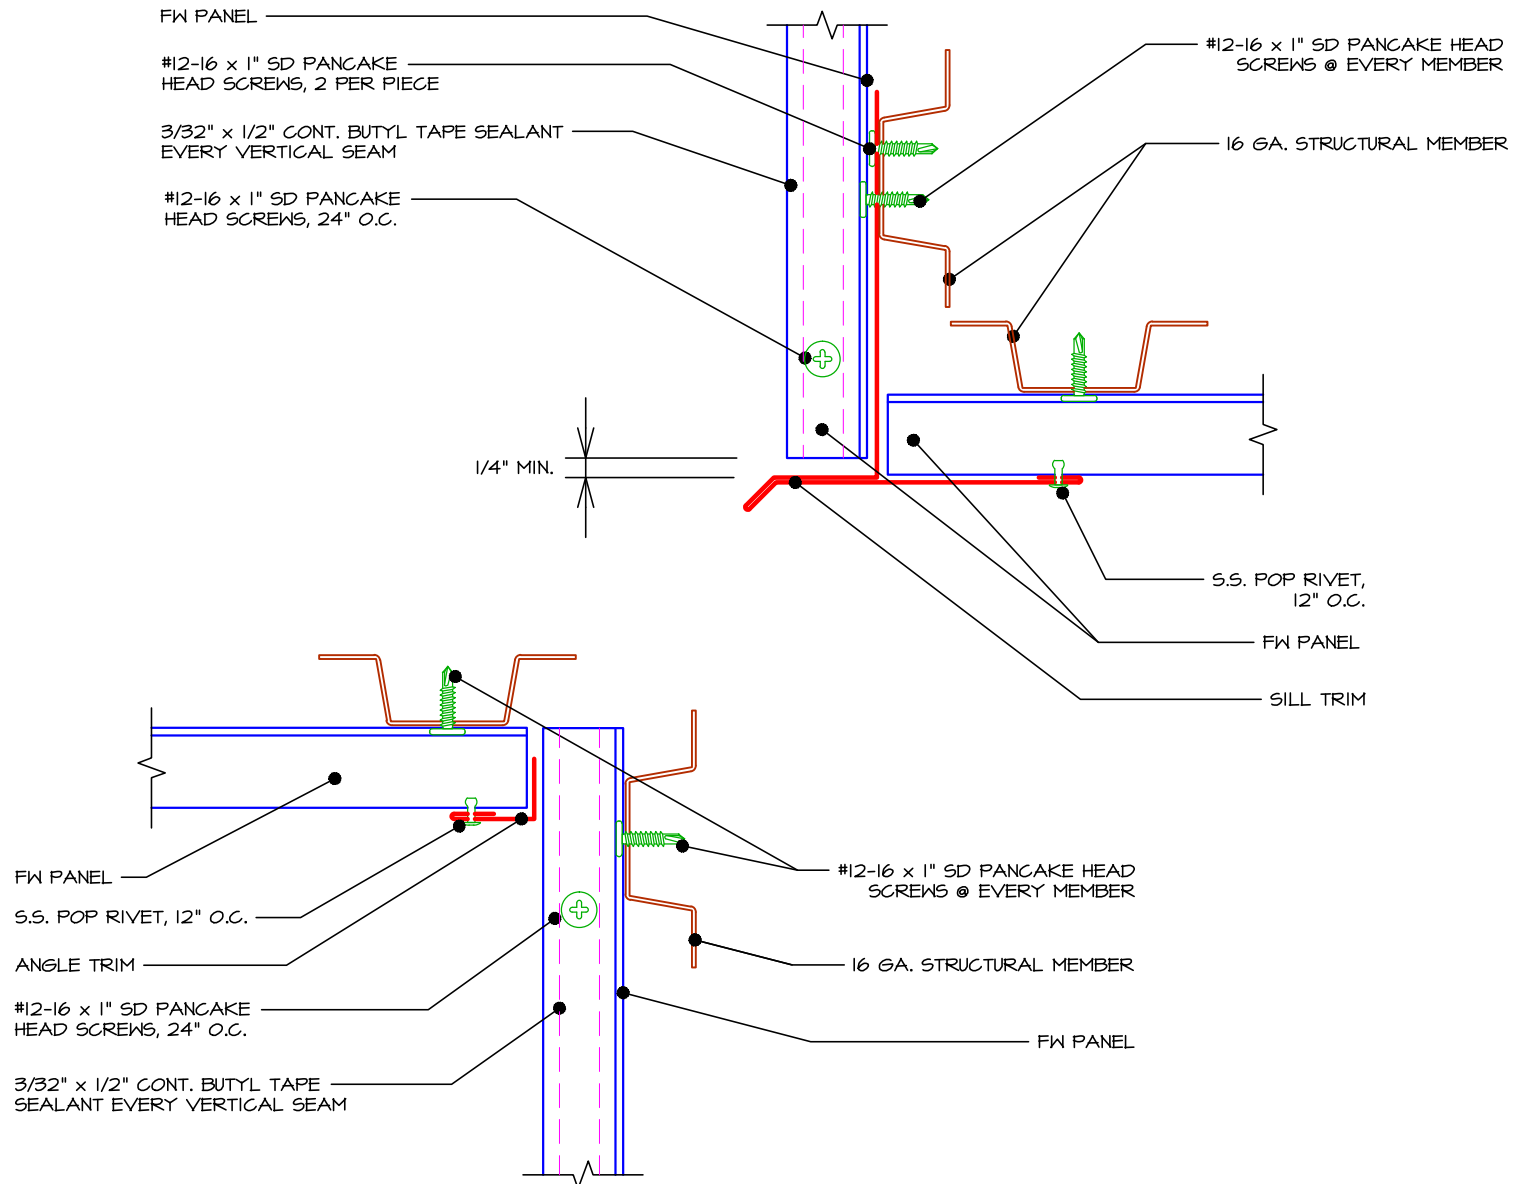 FW PANEL
#12-16 x 1" SD PANCAKE
HEAD SCREWS, 2 PER PIECE
3/32" x 1/2" CONT. BUTYL TAPE SEALANT
EVERY VERTICAL SEAM
#12-16 x 1" SD PANCAKE
HEAD SCREWS, 24" O.C.
#12-16 x 1" SD PANCAKE HEAD
SCREWS @ EVERY MEMBER
16 GA. STRUCTURAL MEMBER
1/4" MIN.
S.S. POP RIVET,
12" O.C.
FW PANEL
SILL TRIM
FW PANEL
S.S. POP RIVET, 12" O.C.
ANGLE TRIM
#12-16 x 1" SD PANCAKE
HEAD SCREWS, 24" O.C.
3/32" x 1/2" CONT. BUTYL TAPE
SEALANT EVERY VERTICAL SEAM
#12-16 x 1" SD PANCAKE HEAD
SCREWS @ EVERY MEMBER
16 GA. STRUCTURAL MEMBER
FW PANEL